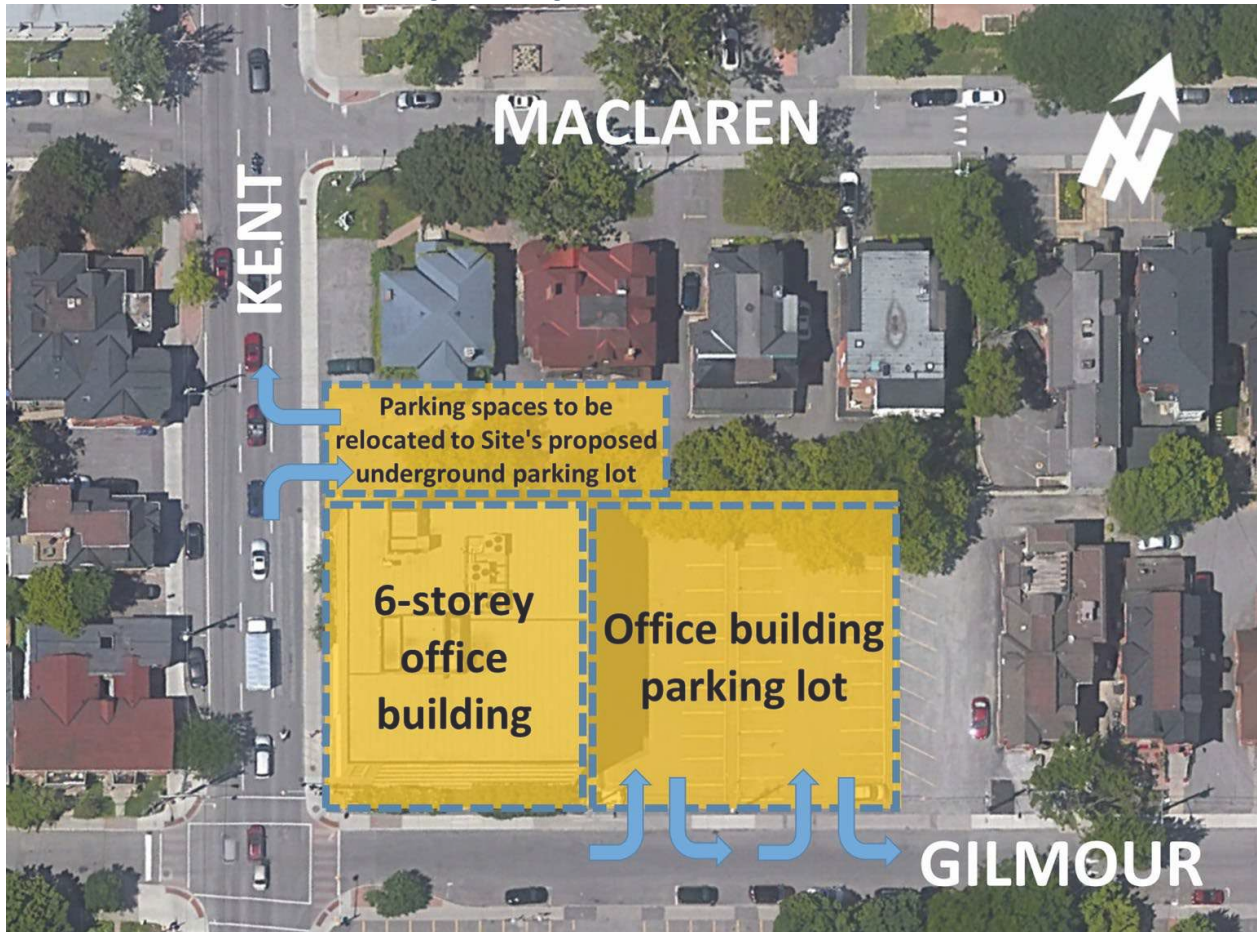 MACLAREN
KENT
N
Parking spaces to be
relocated to Site's proposed
underground parking lot
6-storey
office
building
Office building
parking lot
GILMOUR